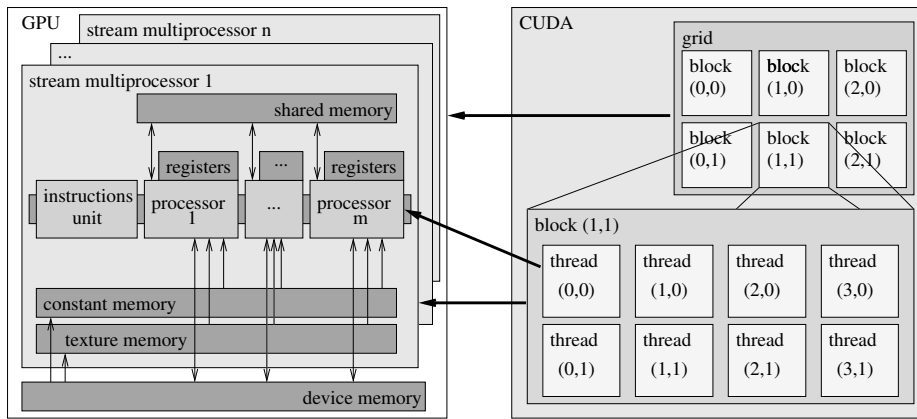 GPU
stream multiprocessor n
...
stream multiprocessor 1
shared memory
registers
...
registers
instructions
unit
processor
1
...
processor
m
constant memory
texture memory
device memory
CUDA
grid
block
(0,0)
block
(1,0)
block
(2,0)
block
(0,1)
block
(1,1)
block
(2,1)
block (1,1)
thread
(0,0)
thread
(1,0)
thread
(2,0)
thread
(3,0)
thread
(0,1)
thread
(1,1)
thread
(2,1)
thread
(3,1)